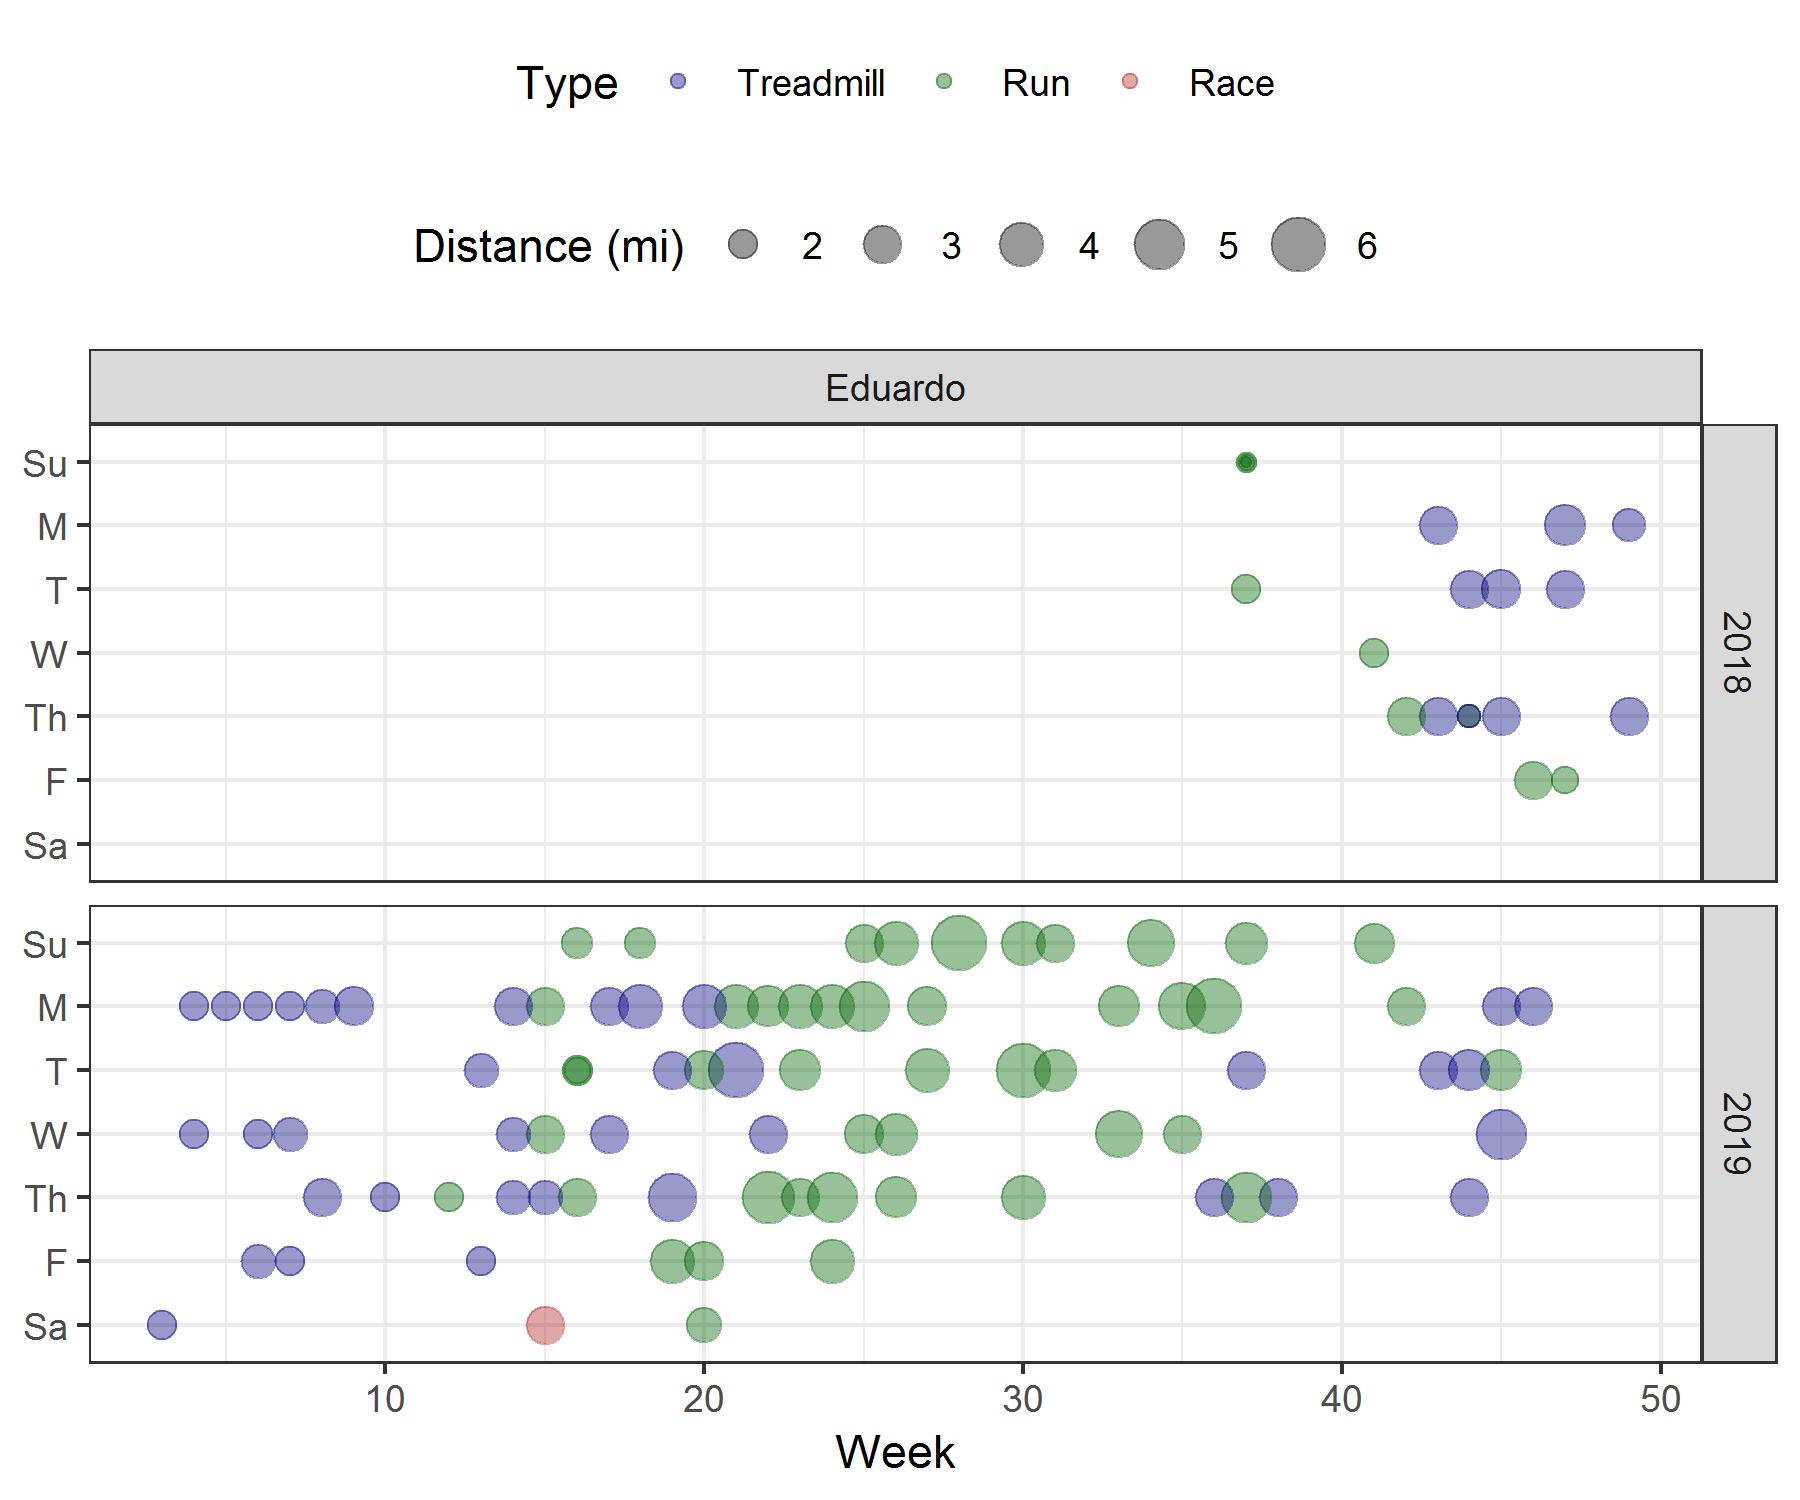 Type Treadmill Run Race
Distance (mi) 2 3 4 5 6
Eduardo
Su
M
T
W
Th
F
Sa
2018
Su
M
T
W
Th
F
Sa
2019
10 20 30 40 50
Week